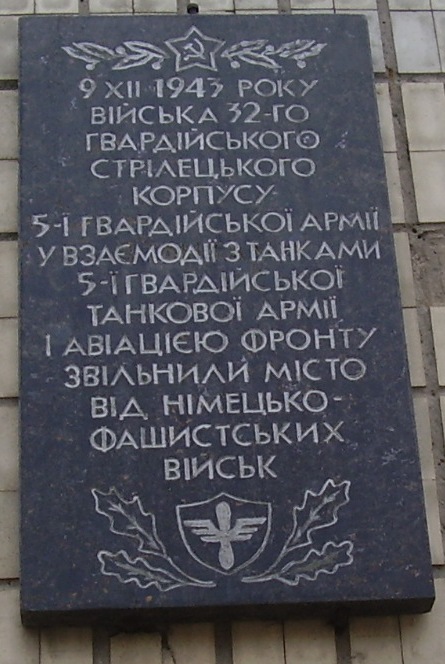 9 XII 1943 РОКУ
ВІЙСЬКА 32-ГО
ГВАРДІЙСЬКОГО
СТРІЛЕЦЬКОГО
КОРПУСУ
5-Ї ГВАРДІЙСЬКОЇ АРМІЇ
У ВЗАЄМОДІЇ З ТАНКАМИ
5-Ї ГВАРДІЙСЬКОЇ
ТАНКОВОЇ АРМІЇ
І АВІАЦІЄЮ ФРОНТУ
ЗВІЛЬНИЛИ МІСТО
ВІД НІМЕЦЬКО-
ФАШИСТСЬКИХ
ВІЙСЬК